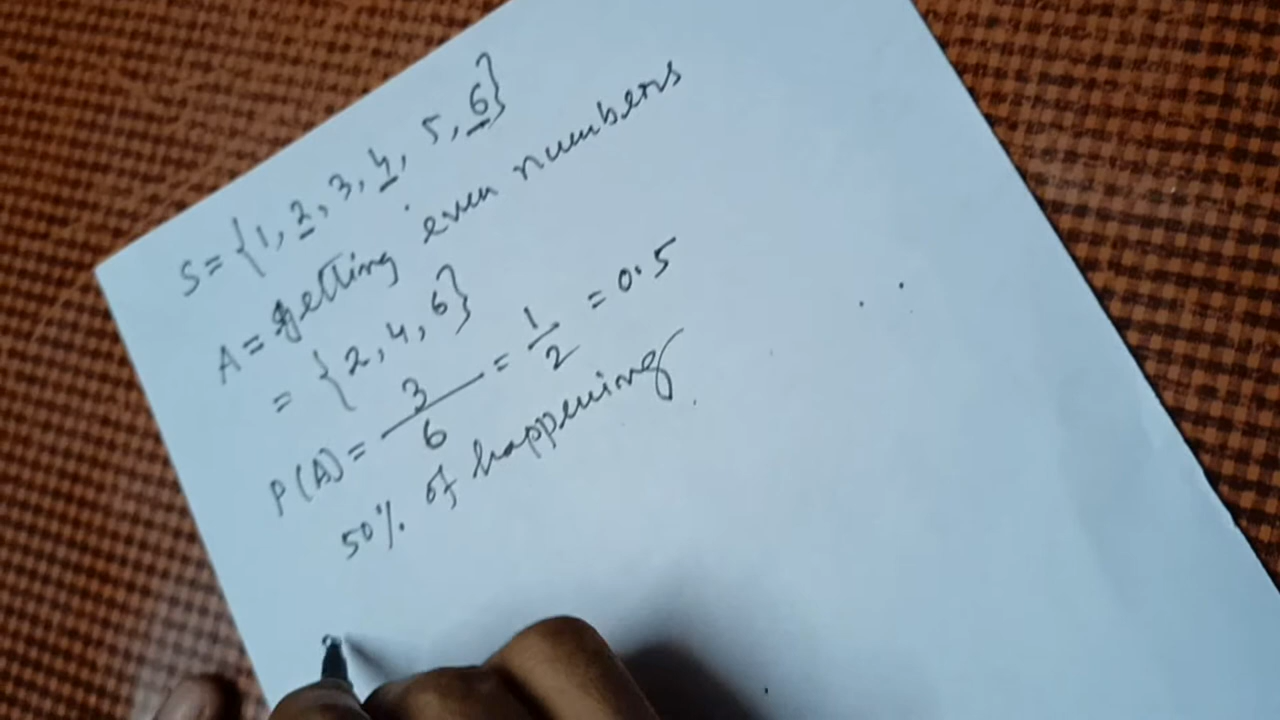 S = {1, 2, 3, 4, 5, 6}
A = getting even numbers
= {2, 4, 6}
P(A) = 3/6 = 1/2 = 0.5
50% of happening